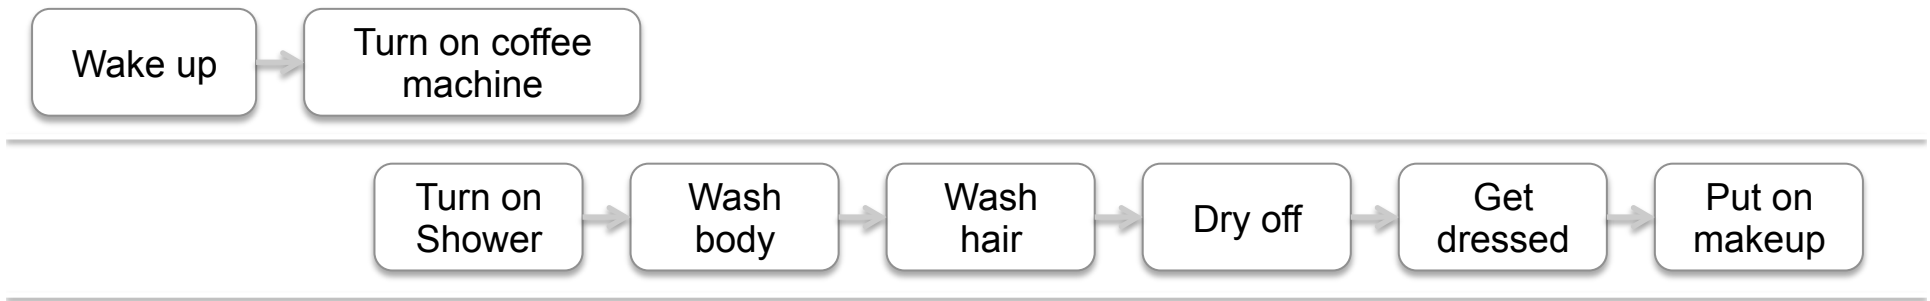 Wake up
Turn on coffee
machine
Turn on
Shower
Wash
body
Wash
hair
Dry off
Get
dressed
Put on
makeup